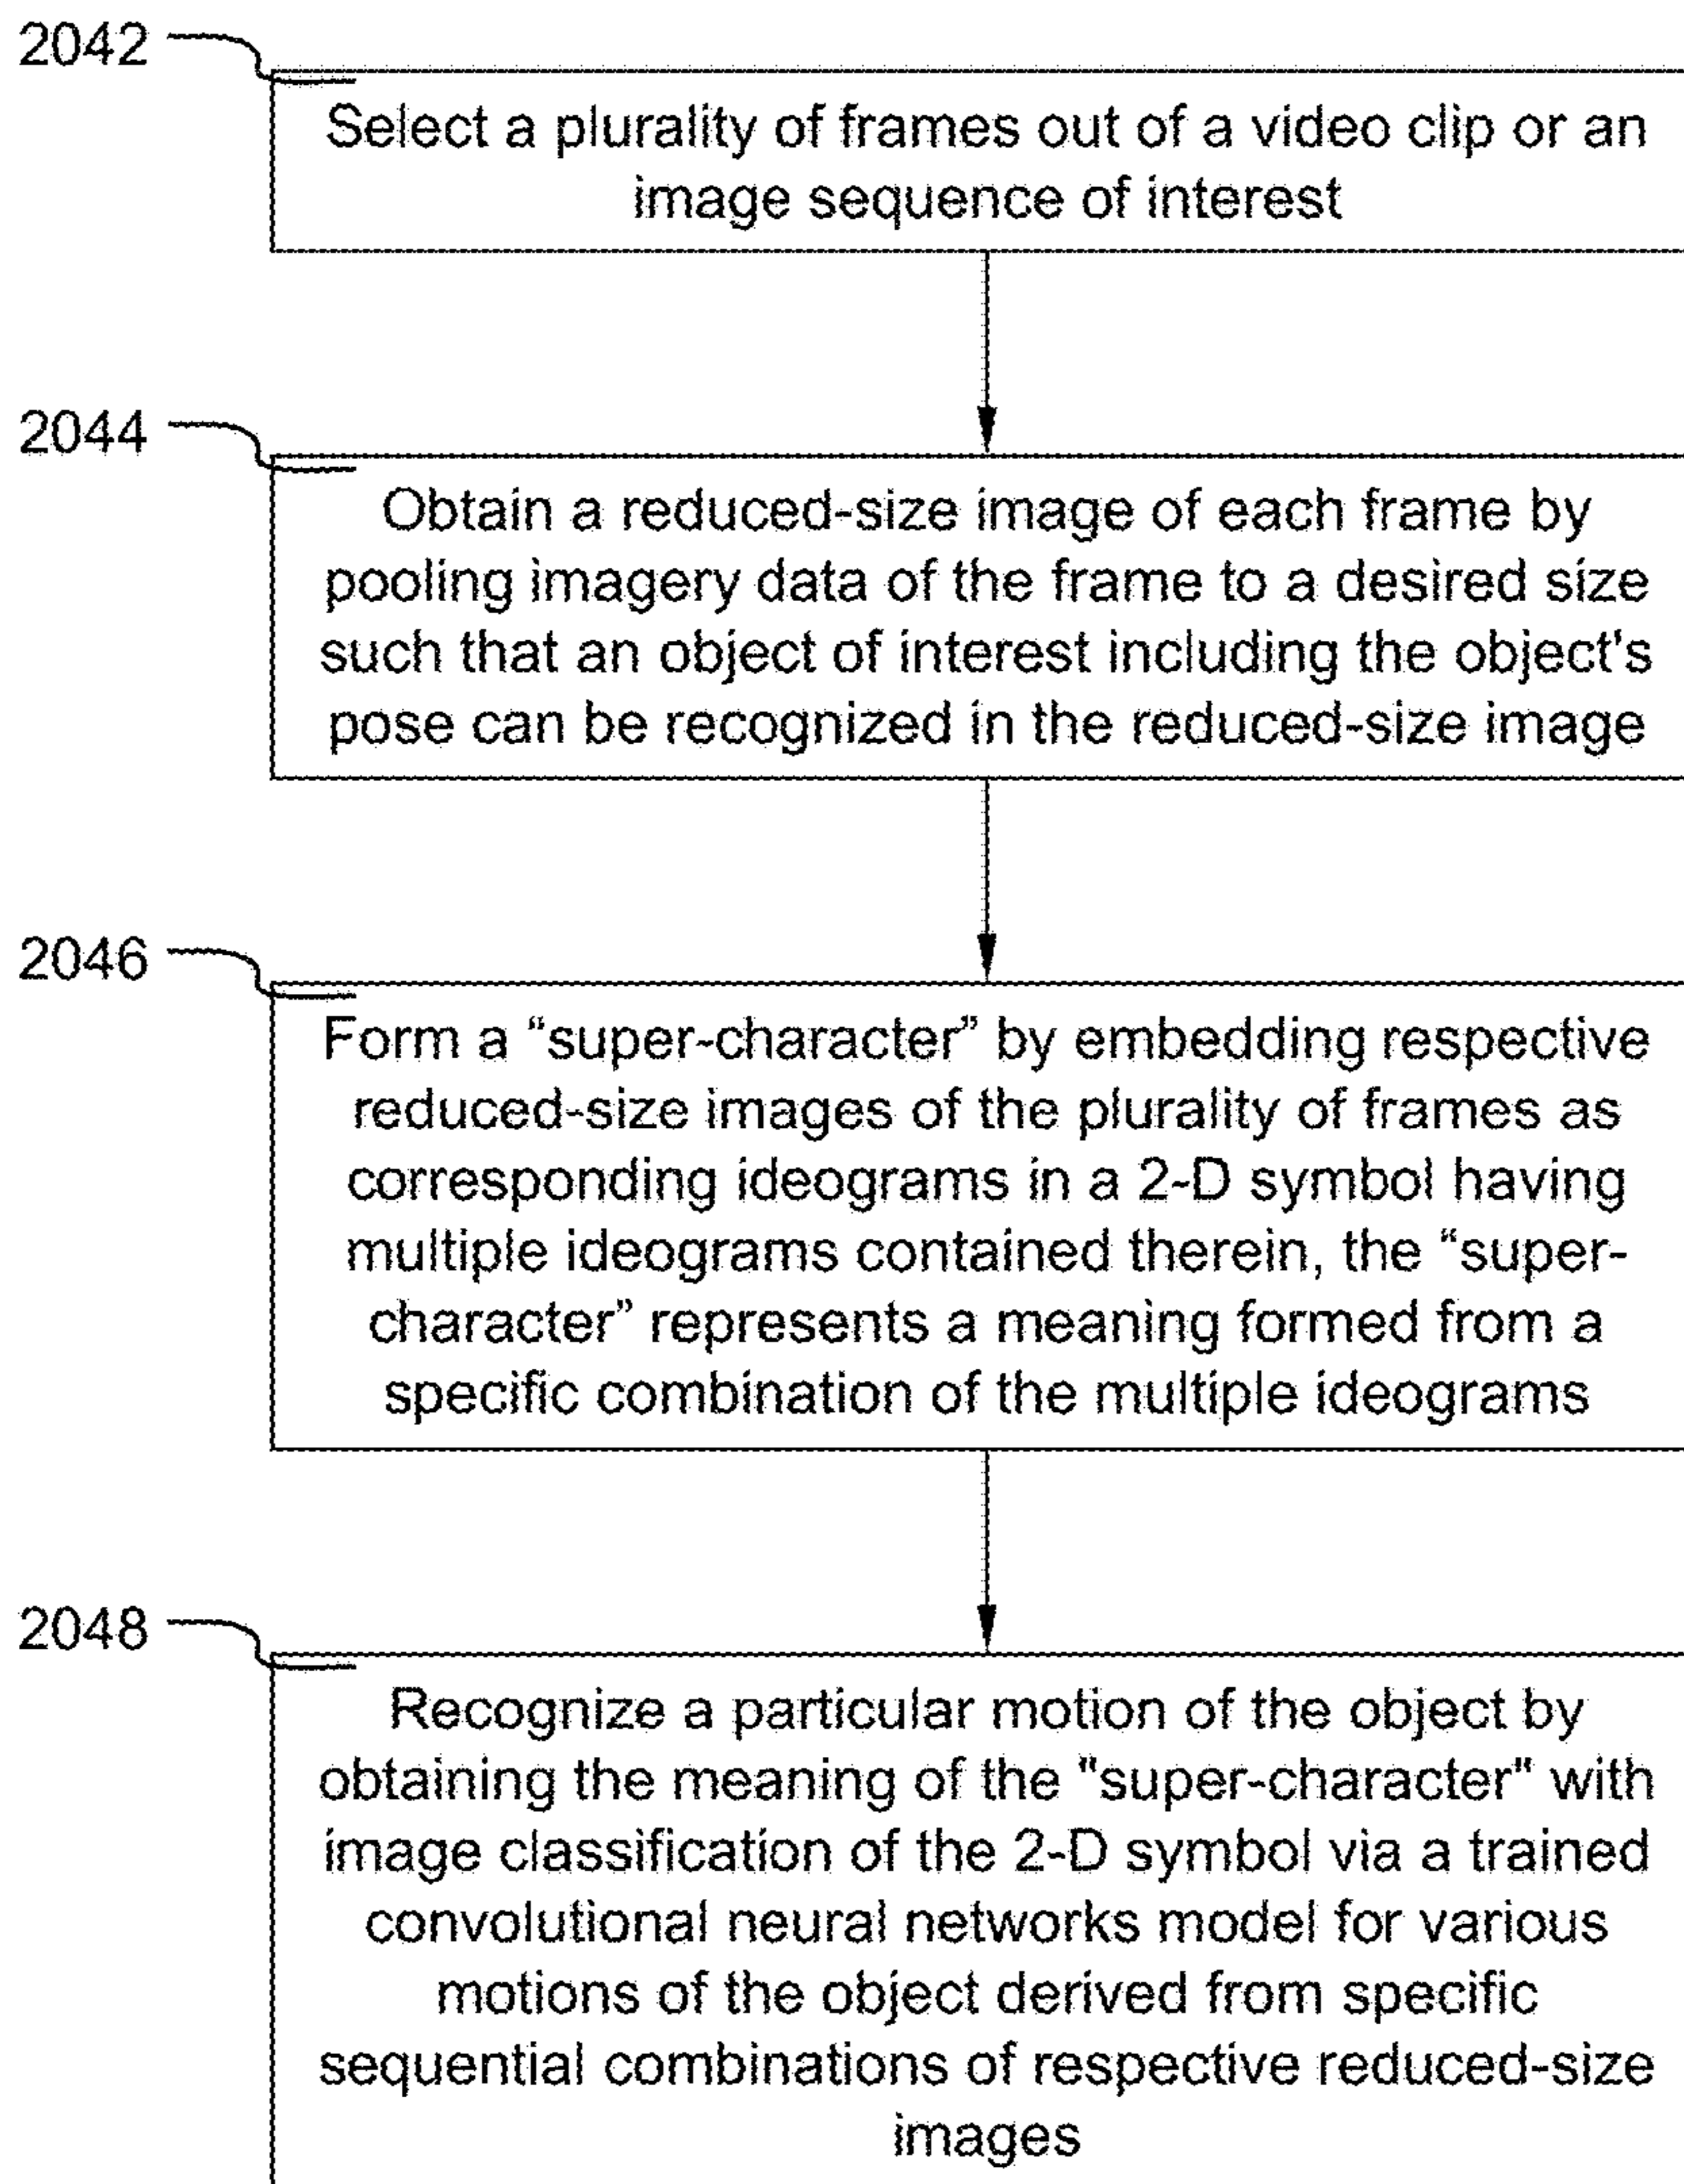 2042
Select a plurality of frames out of a video clip or an
image sequence of interest
2044
Obtain a reduced-size image of each frame by
pooling imagery data of the frame to a desired size
such that an object of interest including the object's
pose can be recognized in the reduced-size image
2046
Form a “super-character” by embedding respective
reduced-size images of the plurality of frames as
corresponding ideograms in a 2-D symbol having
multiple ideograms contained therein, the “super-
character” represents a meaning formed from a
specific combination of the multiple ideograms
2048
Recognize a particular motion of the object by
obtaining the meaning of the "super-character" with
image classification of the 2-D symbol via a trained
convolutional neural networks model for various
motions of the object derived from specific
sequential combinations of respective reduced-size
images